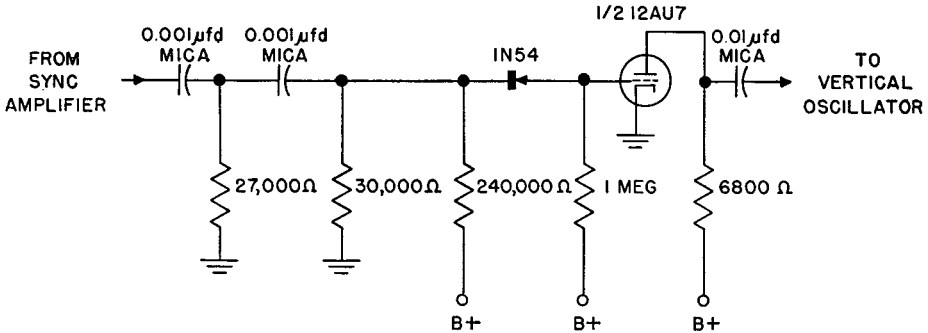 1/2 12AU7
0.001µfd
MICA
0.001µfd
MICA
0.01µfd
MICA
FROM
SYNC
AMPLIFIER
1N54
TO
VERTICAL
OSCILLATOR
27,000Ω
30,000Ω
240,000Ω
1 MEG
6800 Ω
B+
B+
B+